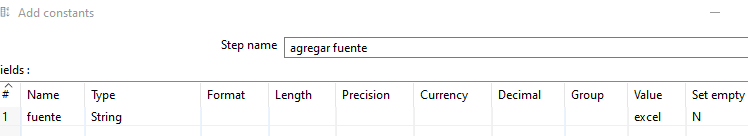 Add constants
Step name agregar fuente
ields :
# Name Type Format Length Precision Currency Decimal Group Value Set empty
1 fuente String excel N